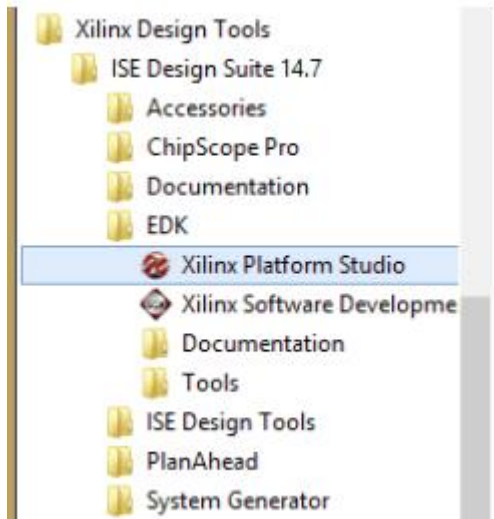 Xilinx Design Tools
ISE Design Suite 14.7
Accessories
ChipScope Pro
Documentation
EDK
Xilinx Platform Studio
Xilinx Software Developme
Documentation
Tools
ISE Design Tools
PlanAhead
System Generator